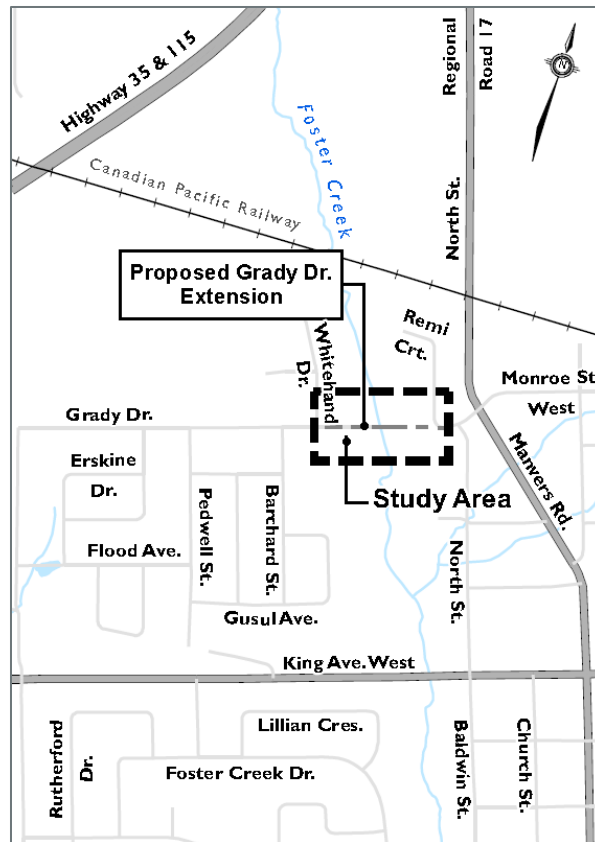 Highway 35 & 115
Regional
Road 17
N
Foster Creek
Canadian Pacific Railway
North St.
Proposed Grady Dr.
Extension
Remi
Crt.
Whitehand
Dr.
Monroe St
West
Grady Dr.
Manvers Rd.
Erskine
Dr.
Study Area
Pedwell St.
Barchard St.
Flood Ave.
North St.
Gusul Ave.
King Ave. West
Lillian Cres.
Rutherford
Dr.
Foster Creek Dr.
Baldwin St.
Church St.